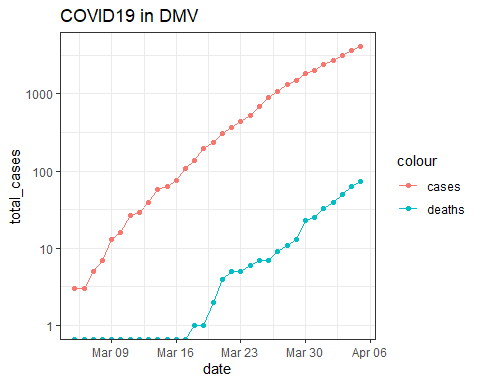 COVID19 in DMV
total_cases
1000
100
10
1
Mar 09 Mar 16 Mar 23 Mar 30 Apr 06
date
colour
cases
deaths